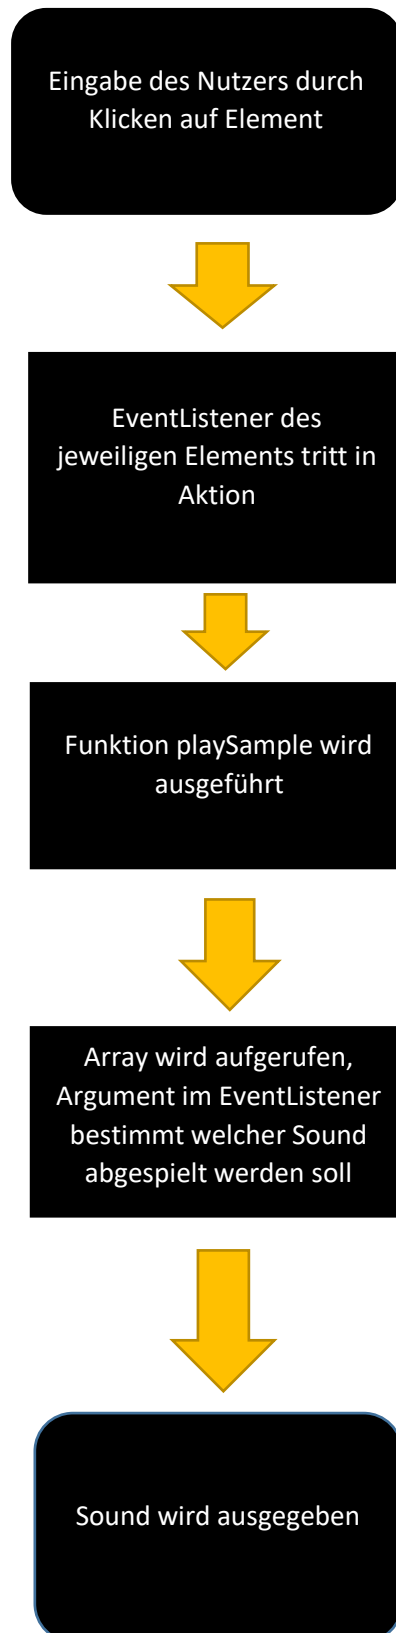 Eingabe des Nutzers durch
Klicken auf Element
EventListener des
jeweiligen Elements tritt in
Aktion
Funktion playSample wird
ausgeführt
Array wird aufgerufen,
Argument im EventListener
bestimmt welcher Sound
abgespielt werden soll
Sound wird ausgegeben